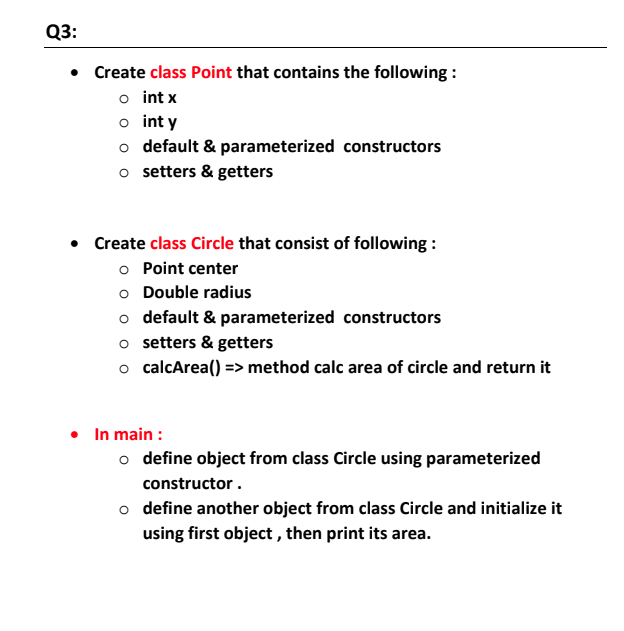 Q3:
• Create class Point that contains the following :
o int x
o int y
o default & parameterized constructors
o setters & getters
• Create class Circle that consist of following :
o Point center
o Double radius
o default & parameterized constructors
o setters & getters
o calcArea() => method calc area of circle and return it
• In main :
o define object from class Circle using parameterized
constructor .
o define another object from class Circle and initialize it
using first object , then print its area.